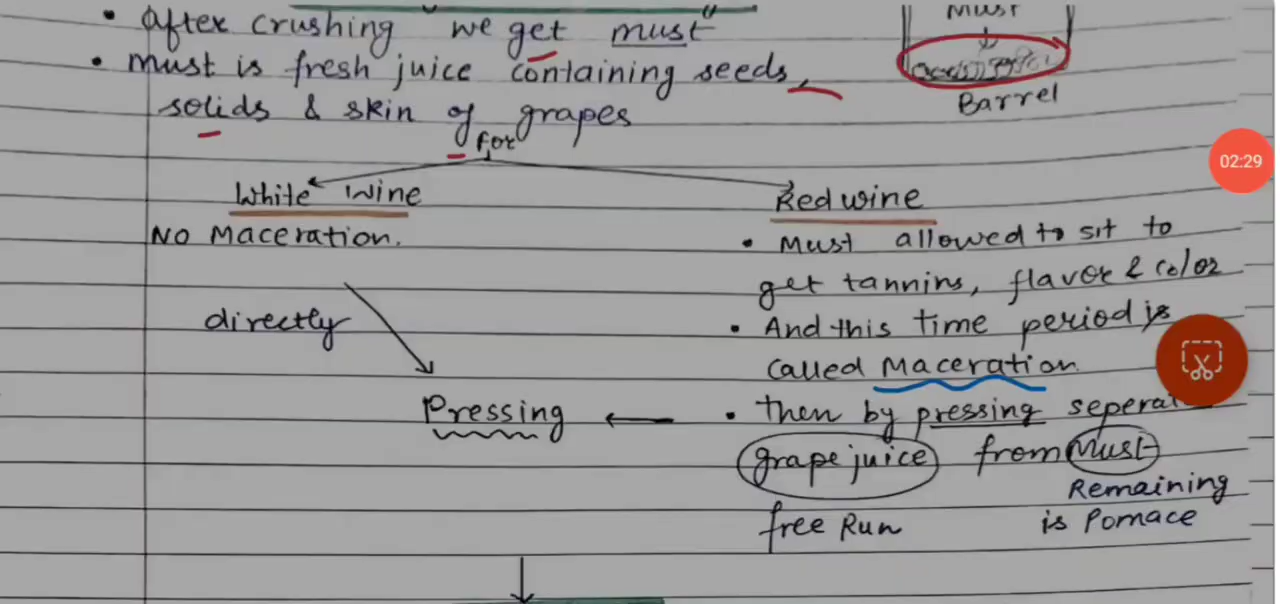 • After crushing we get must
• Must is fresh juice containing seeds,
solids & skin of grapes
Must
Barrel
for
White wine
No Maceration.
directly
Red wine
• Must allowed to sit to
get tannins, flavor & color
• And this time period is
called Maceration
Pressing
• then by pressing
grape juice from Must
free Run
Remaining
is Pomace
02:29